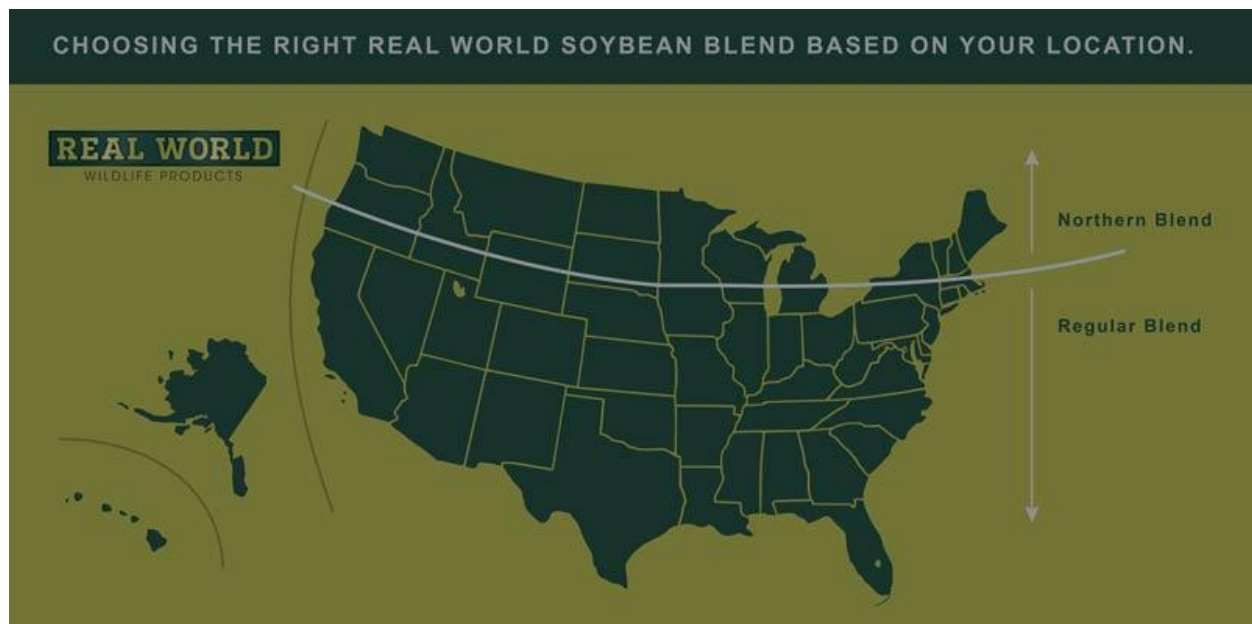 CHOOSING THE RIGHT REAL WORLD SOYBEAN BLEND BASED ON YOUR LOCATION.
REAL WORLD
WILDLIFE PRODUCTS
Northern Blend
Regular Blend